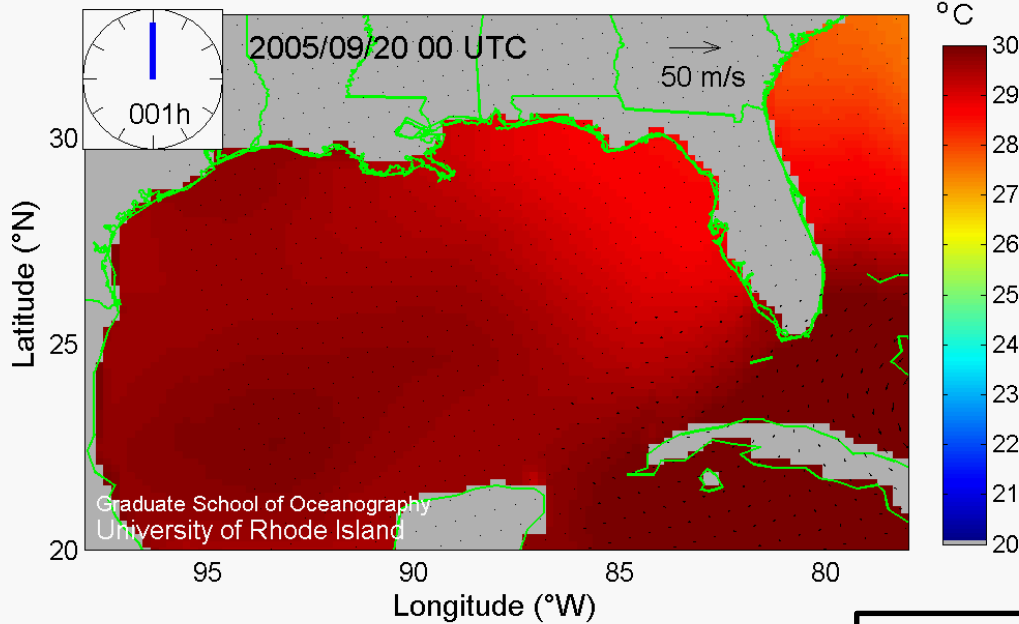 °C
2005/09/20 00 UTC
50 m/s
001h
30
29
28
27
26
25
24
23
22
21
20
30
25
20
Latitude (°N)
Graduate School of Oceanography
University of Rhode Island
95
90
85
80
Longitude (°W)